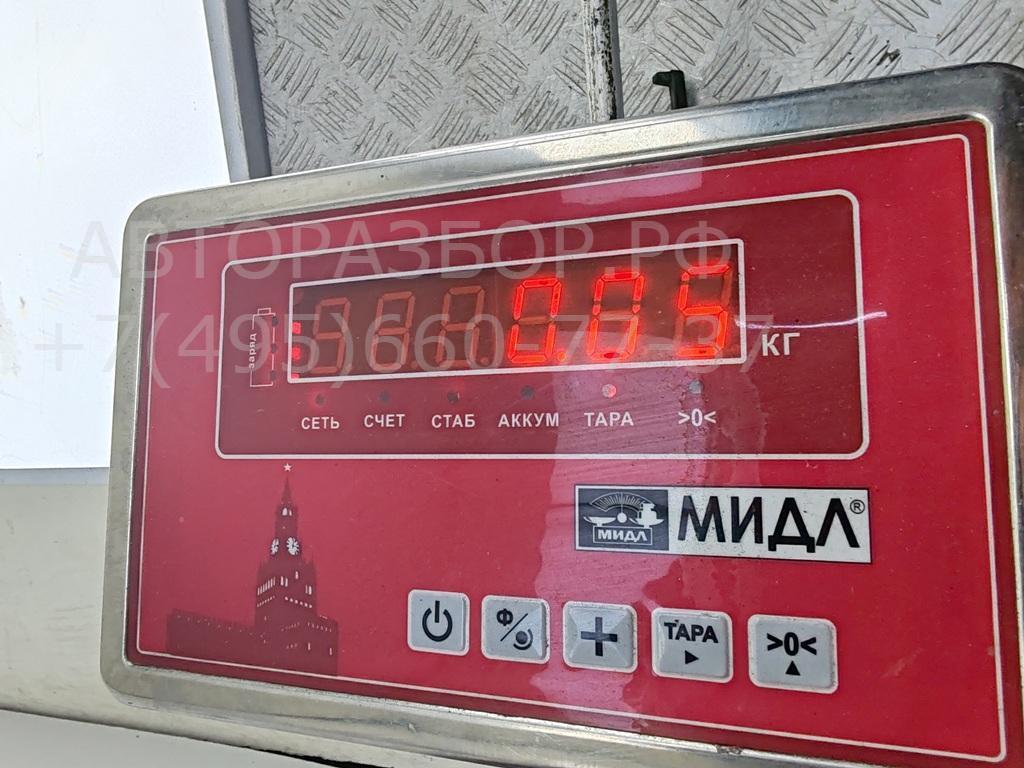 АВТОРАЗБОР.РФ
+7(495)660-77-37
заряд
0.05
КГ
СЕТЬ СЧЕТ СТАБ АККУМ ТАРА >0<
МИДЛ МИДЛ®
Ф/ + ТАРА >0<